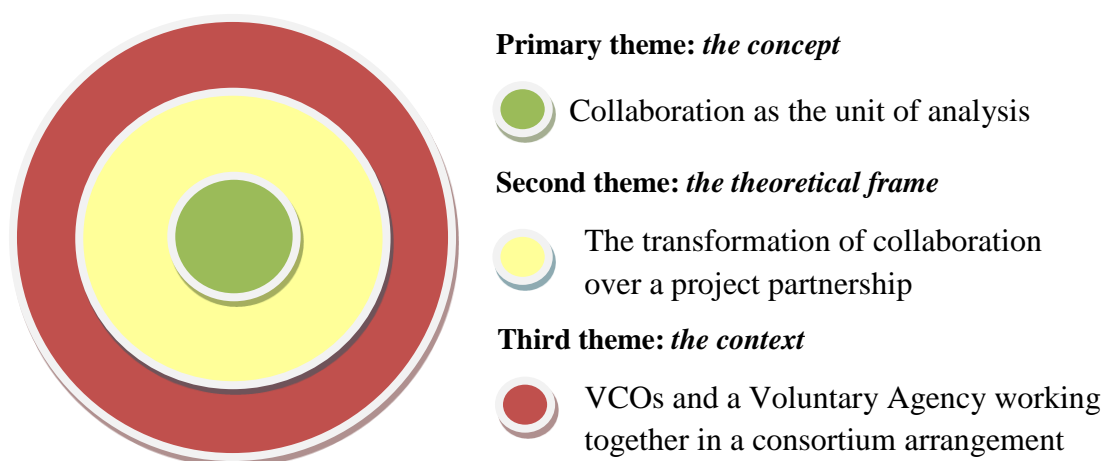 Primary theme: the concept
Collaboration as the unit of analysis
Second theme: the theoretical frame
The transformation of collaboration
over a project partnership
Third theme: the context
VCOs and a Voluntary Agency working
together in a consortium arrangement